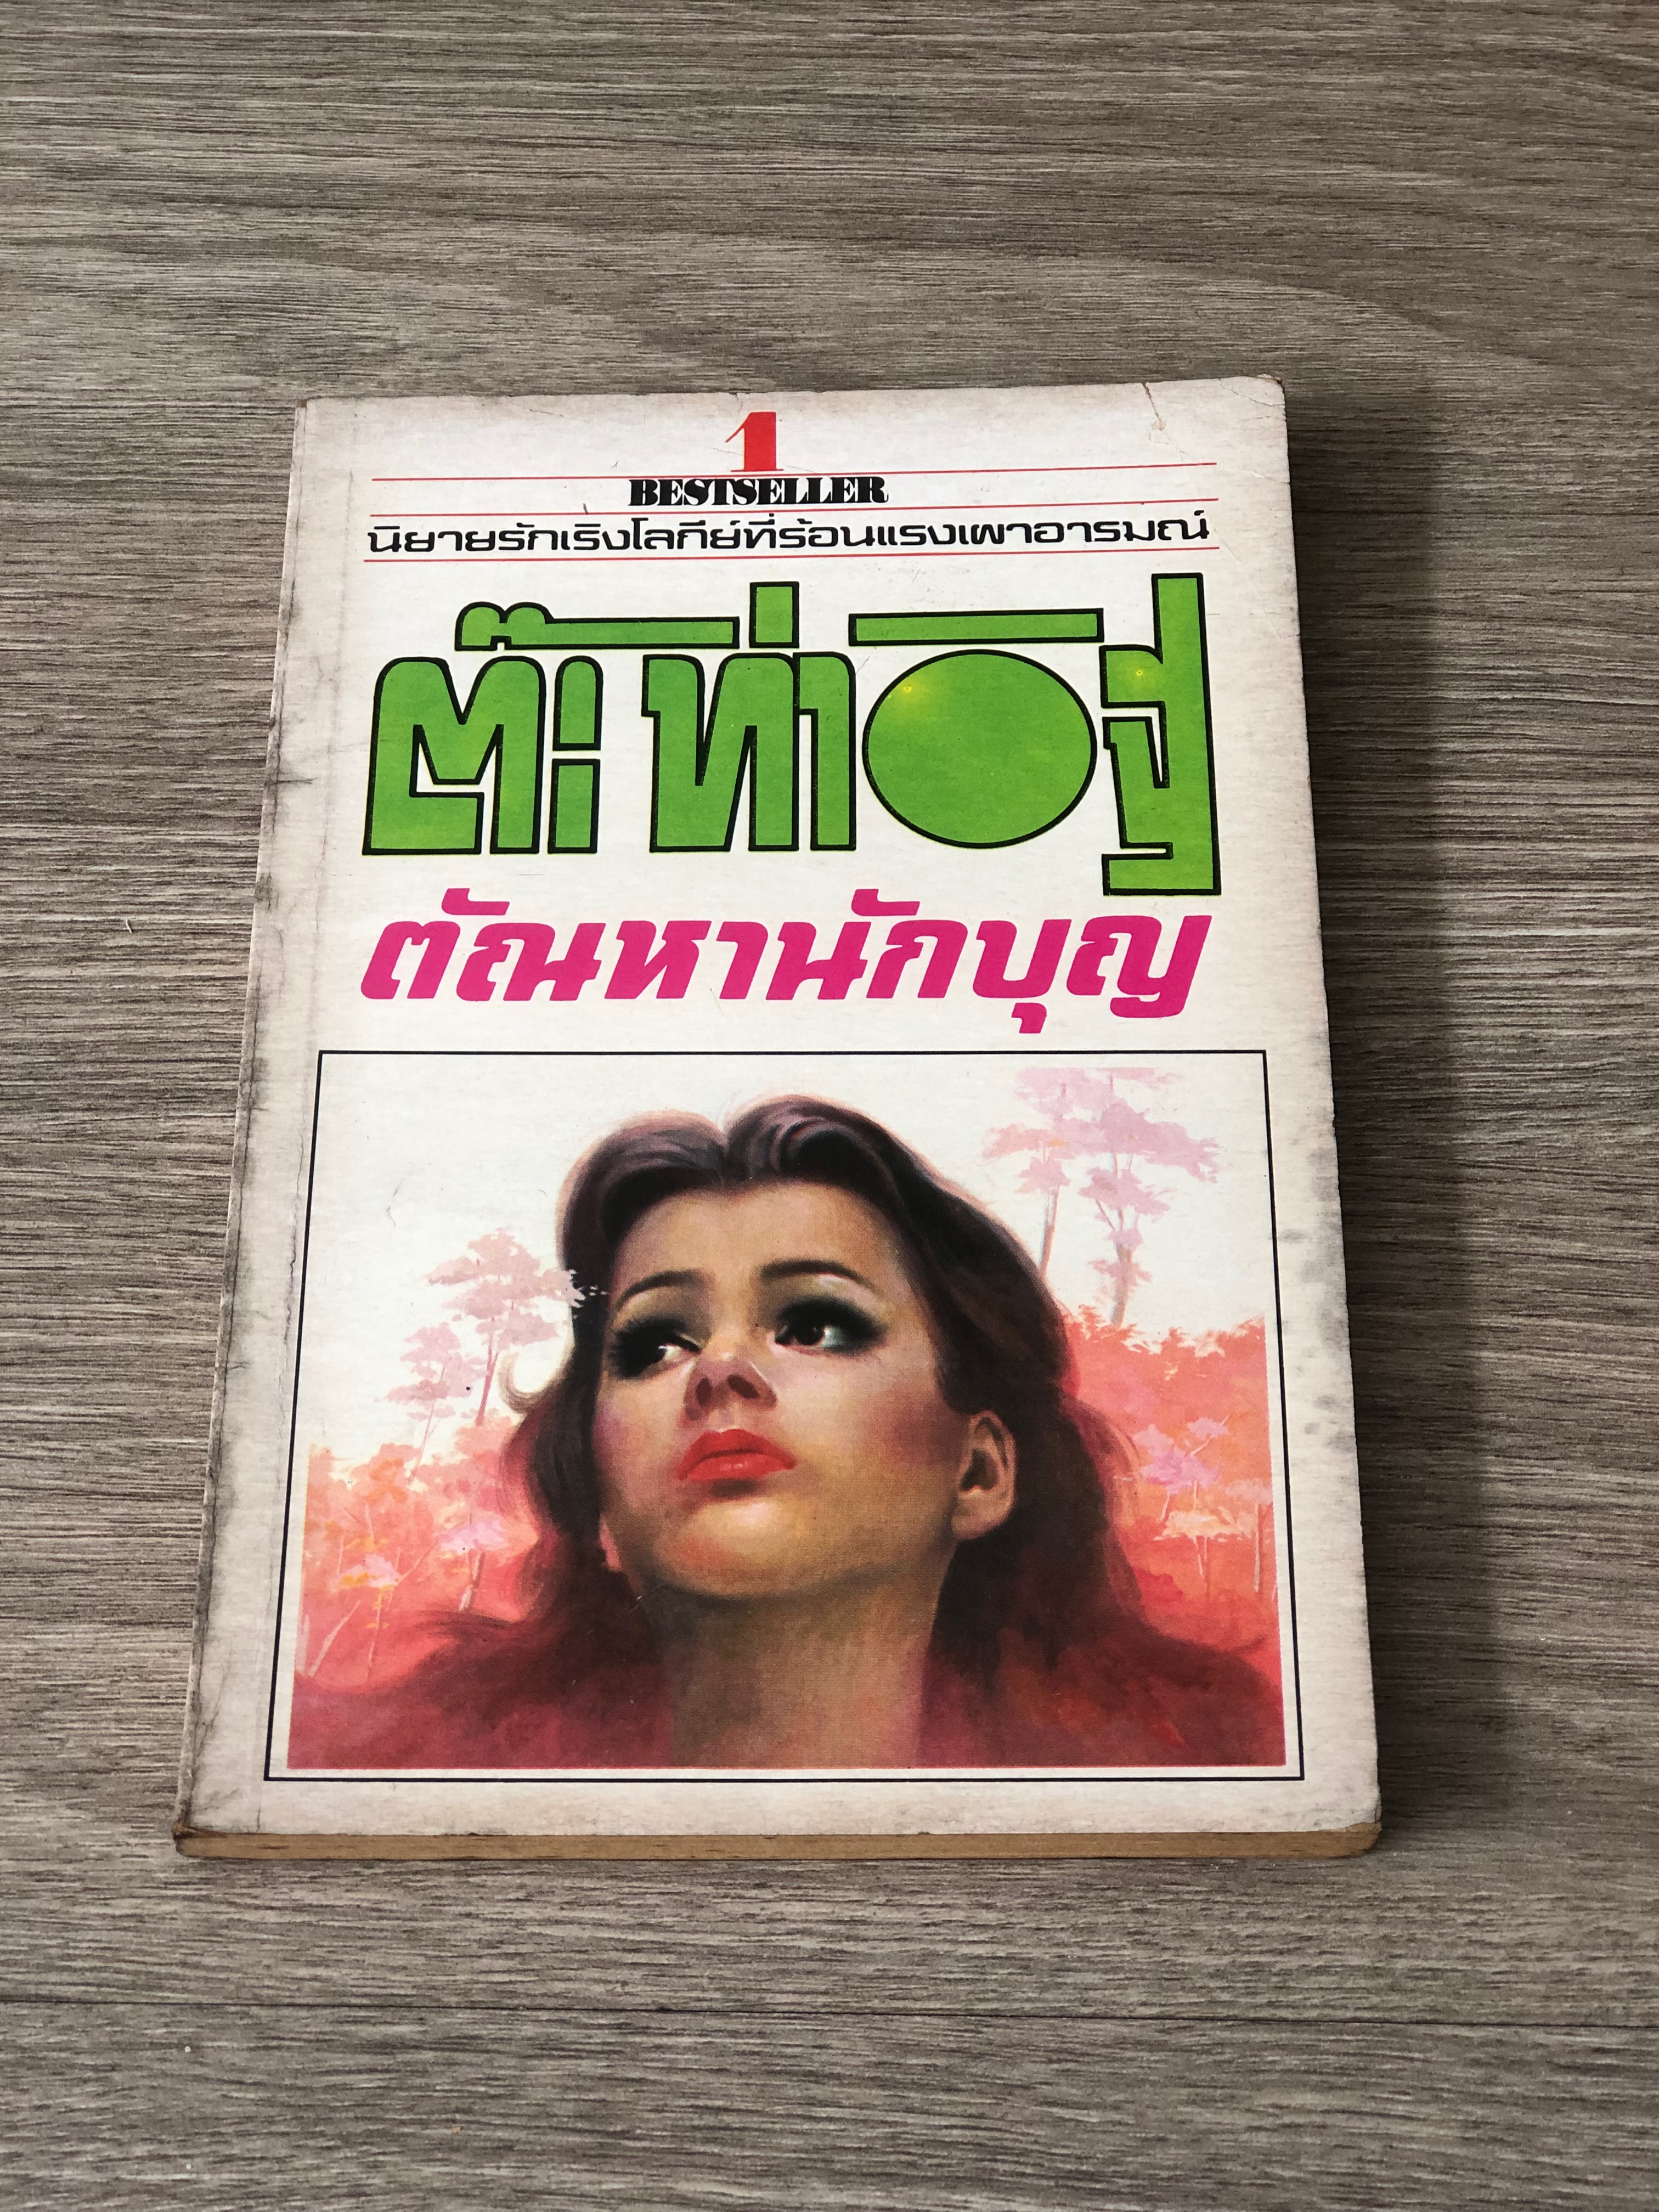 1
BESTSELLER
นิยายรักเริงโลกีย์ที่ร้อนแรงเผาอารมณ์
ต๊ะ ท่าอิฐ
ตัณหานักบุญ